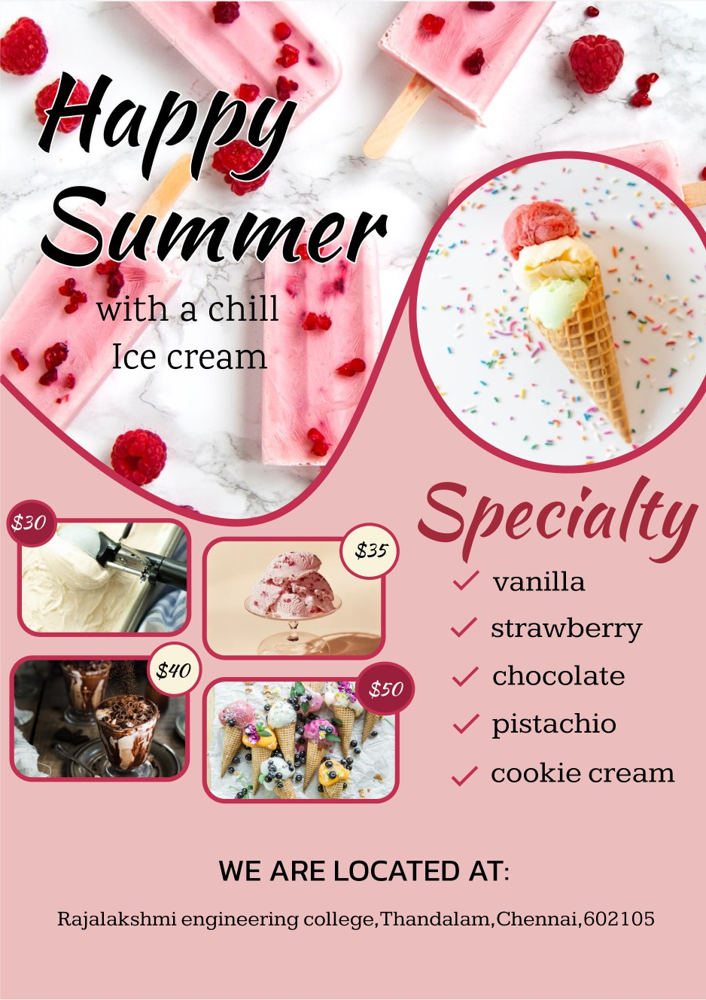 Happy
Summer
with a chill
Ice cream
Specialty
$30
$35
$40
$50
vanilla
strawberry
chocolate
pistachio
cookie cream
WE ARE LOCATED AT:
Rajalakshmi engineering college,Thandalam,Chennai,602105